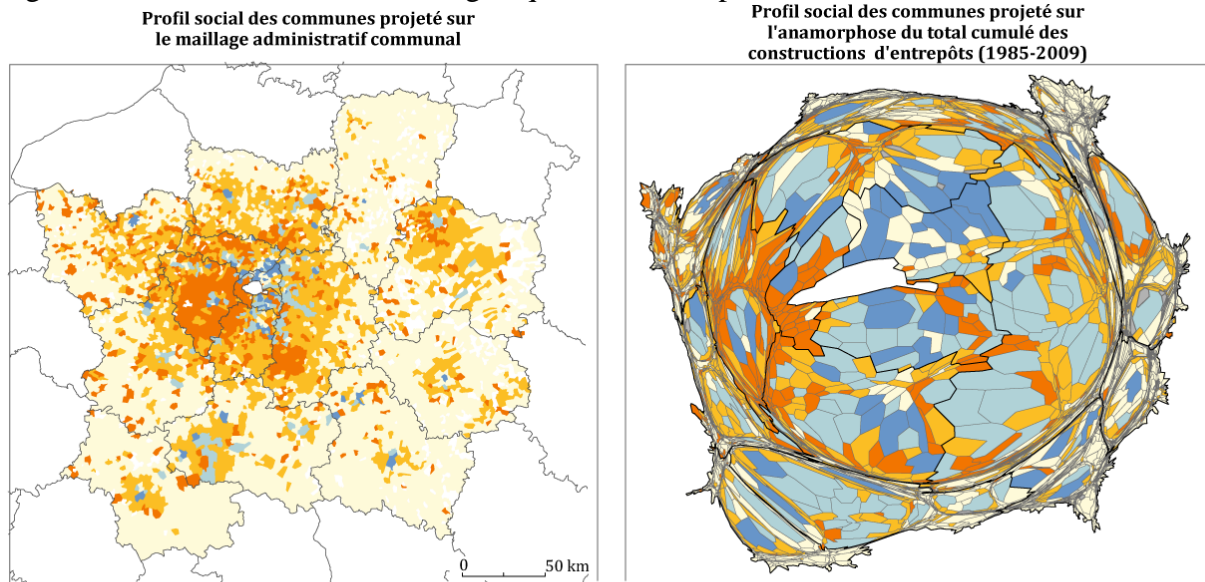 Profil social des communes projeté sur
le maillage administratif communal
Profil social des communes projeté sur
l'anamorphose du total cumulé des
constructions d'entrepôts (1985-2009)
0 50 km